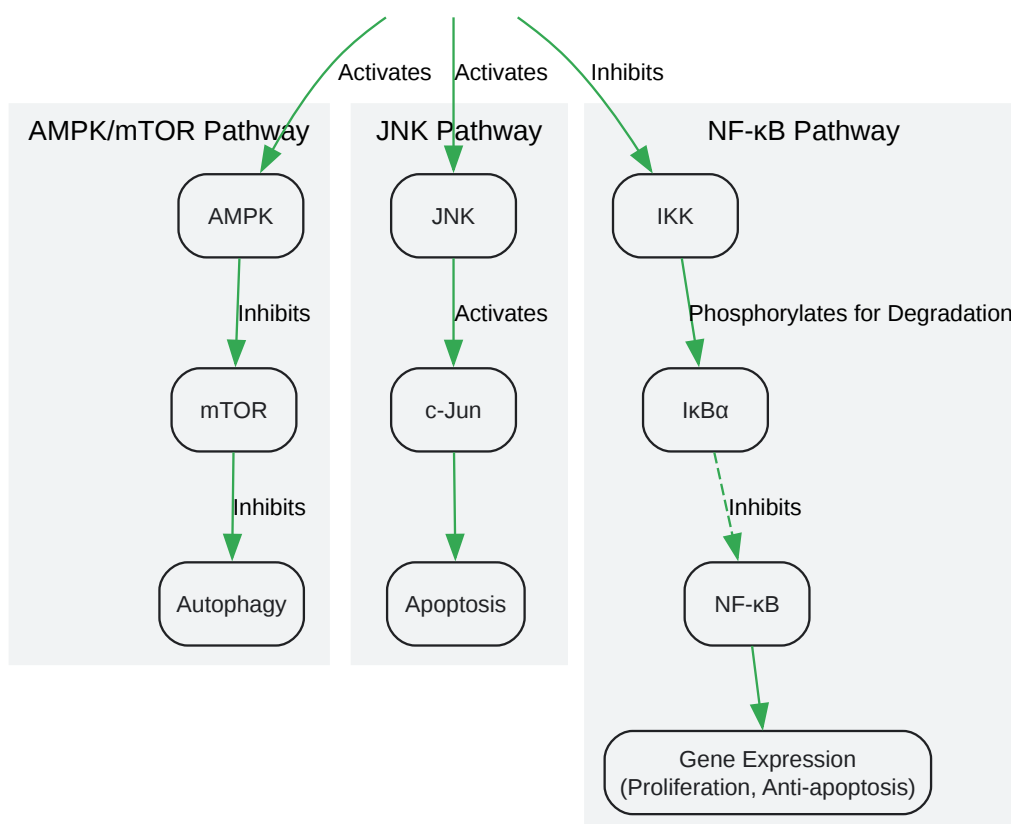 Activates
Activates
Inhibits
AMPK/mTOR Pathway
JNK Pathway
NF-κB Pathway
AMPK
JNK
IKK
Inhibits
Activates
Phosphorylates for Degradation
mTOR
c-Jun
IκBα
Inhibits
Inhibits
Autophagy
Apoptosis
NF-κB
Gene Expression
(Proliferation, Anti-apoptosis)